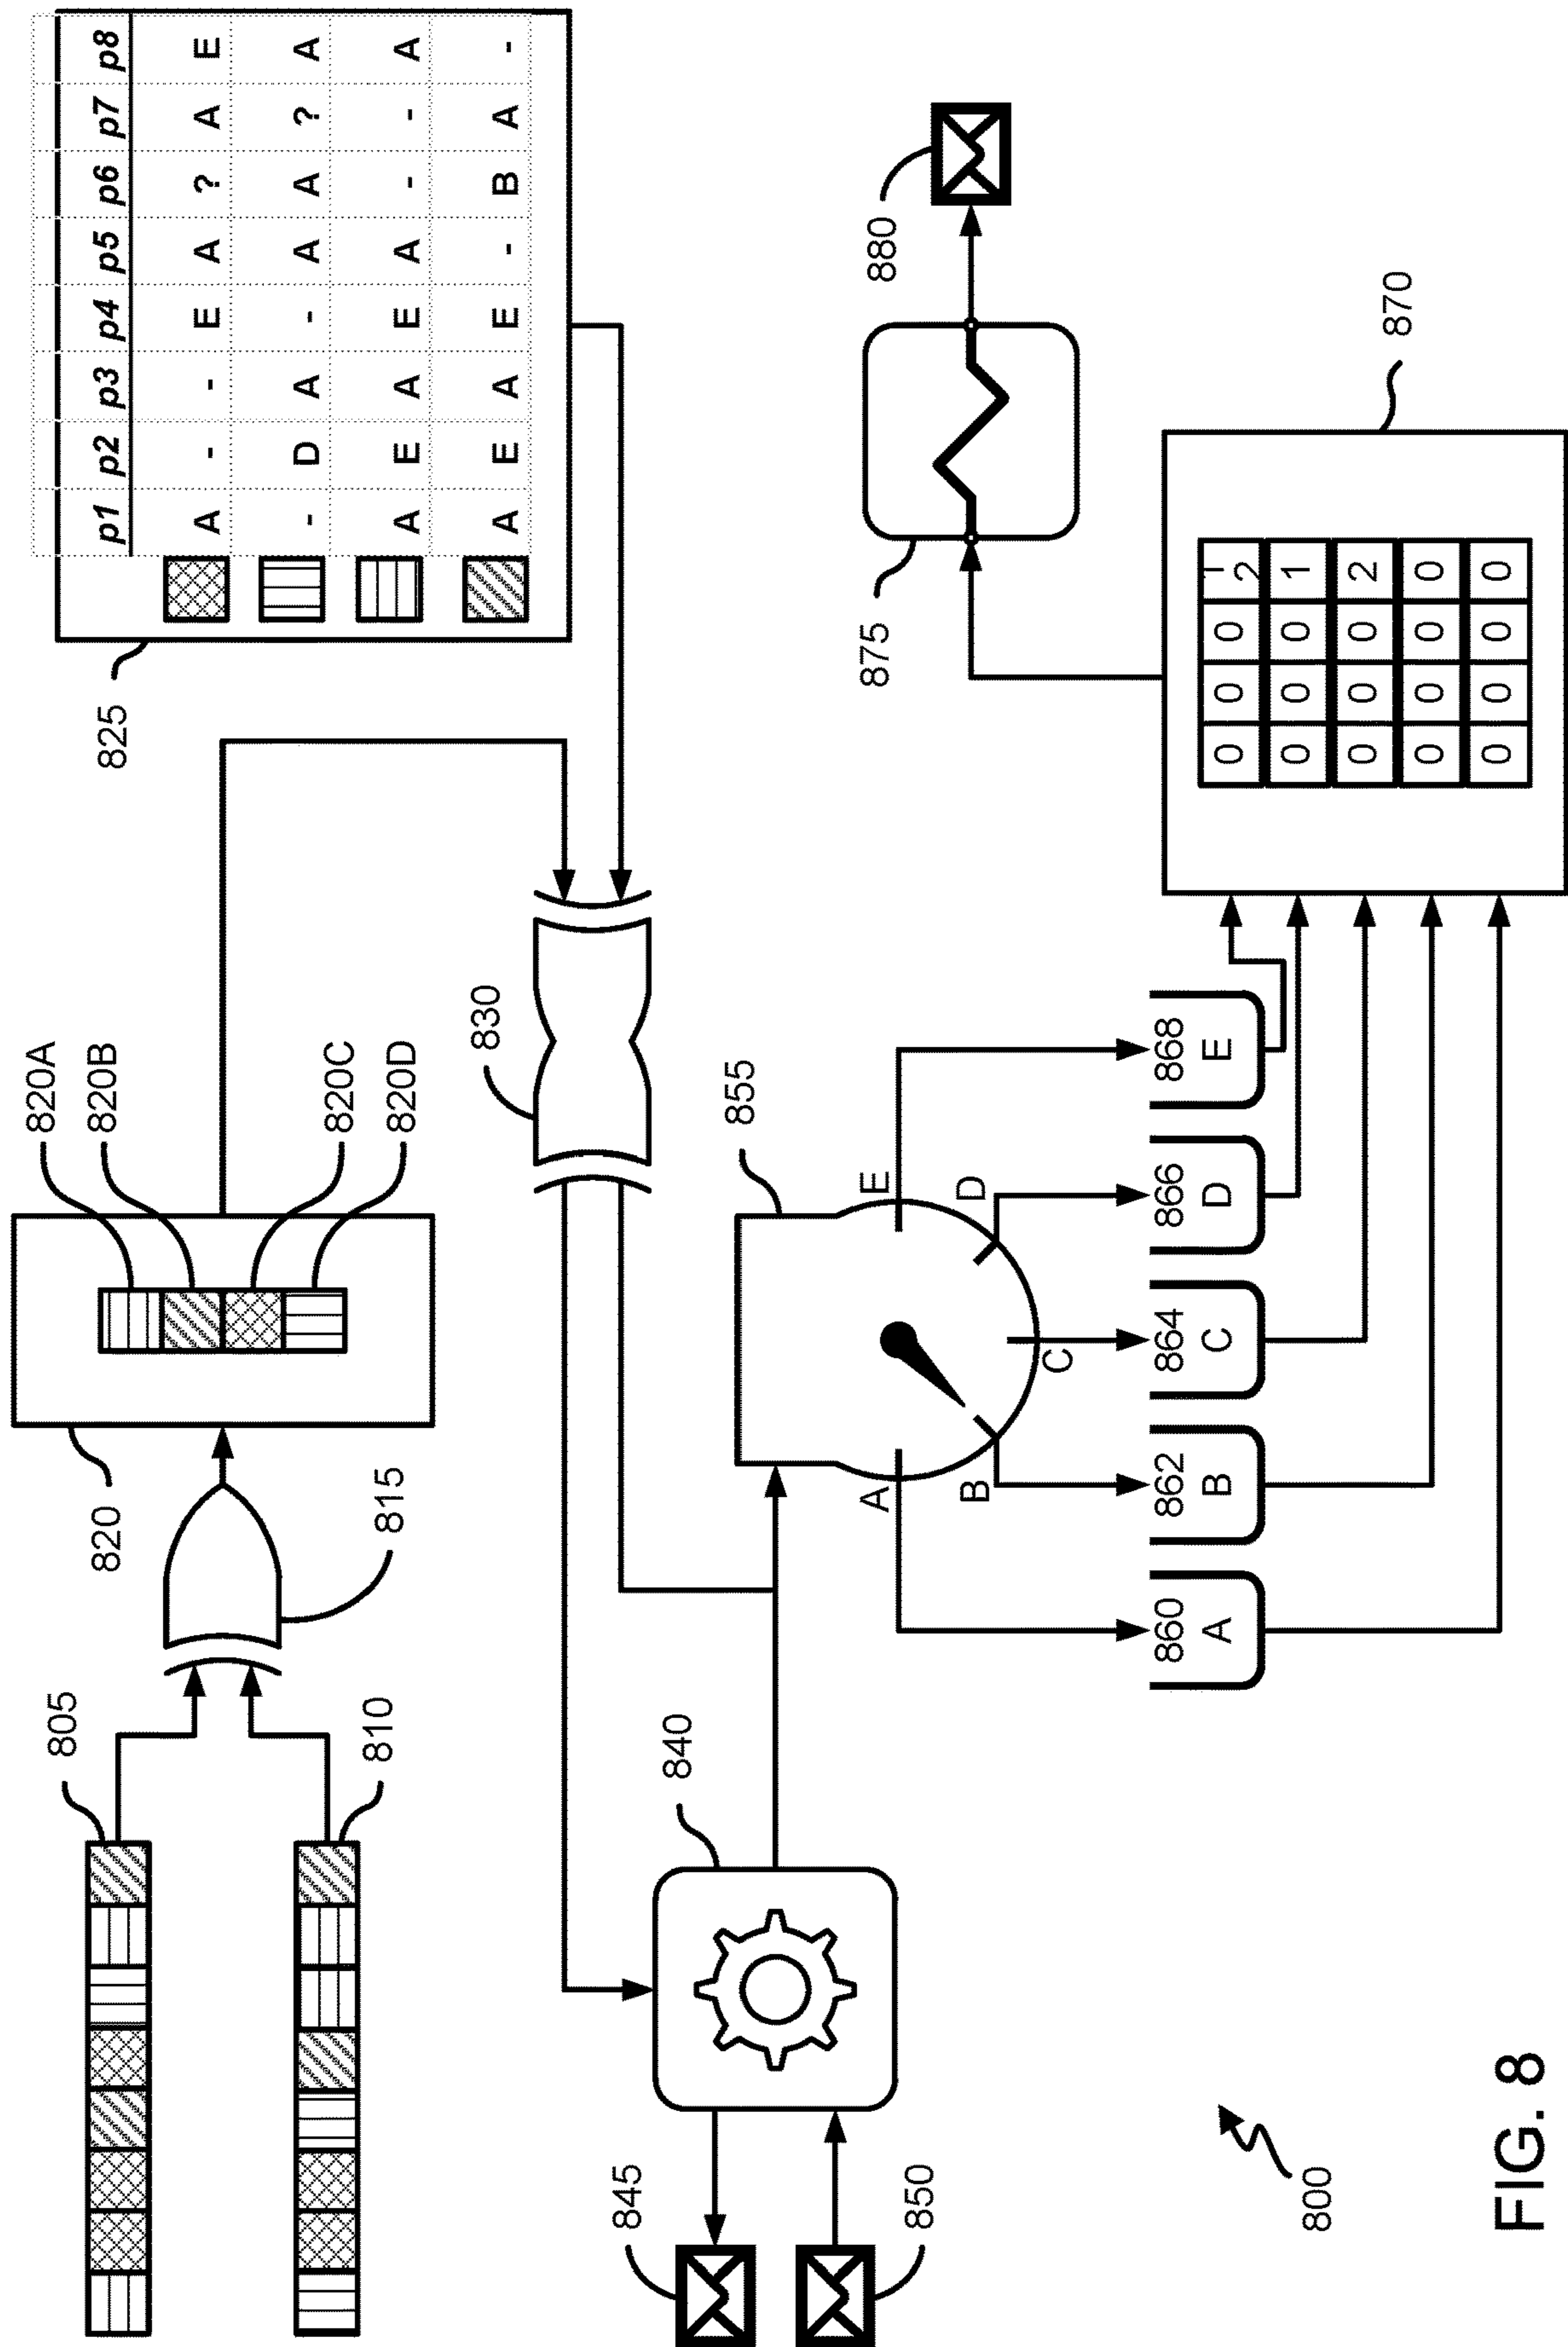 805
810
815
820
820A
820B
820C
820D
825
p1 p2 p3 p4 p5 p6 p7 p8
A - - E A ? A E
- D A - A A ? A
A E A E A - - A
A E A E - B A -
830
840
845
850
855
A
B
C
D
E
860
A
862
B
864
C
866
D
868
E
870
0 0 0 1
2
0 0 0 1
0 0 0 2
0 0 0 0
0 0 0 0
875
880
800
FIG. 8